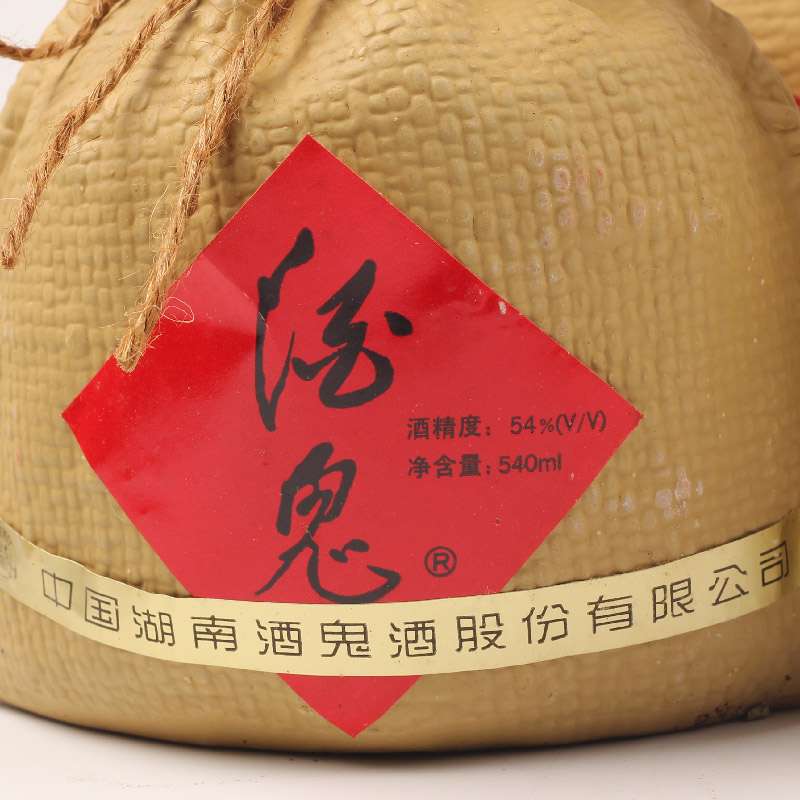 酒
鬼
®
酒精度：54%(V/V)
净含量：540ml
中国湖南酒鬼酒股份有限公司